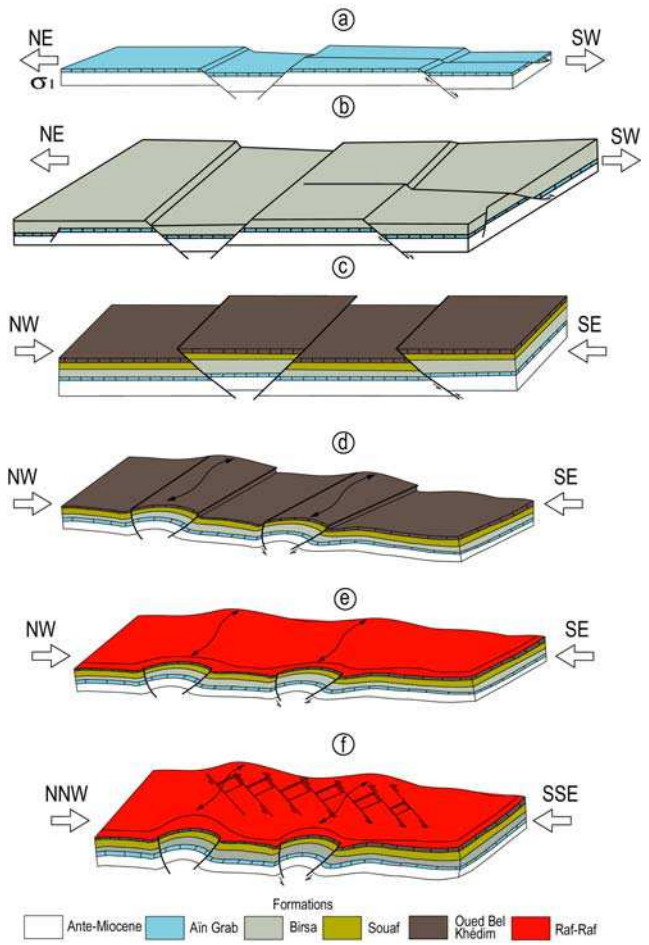 ⓐ
NE
SW
σ1
ⓑ
NE
SW
ⓒ
NW
SE
ⓓ
NW
SE
ⓔ
NW
SE
ⓕ
NNW
SSE
Formations
Ante-Miocene
Aïn Grab
Birsa
Souaf
Oued Bel
Khédim
Raf-Raf